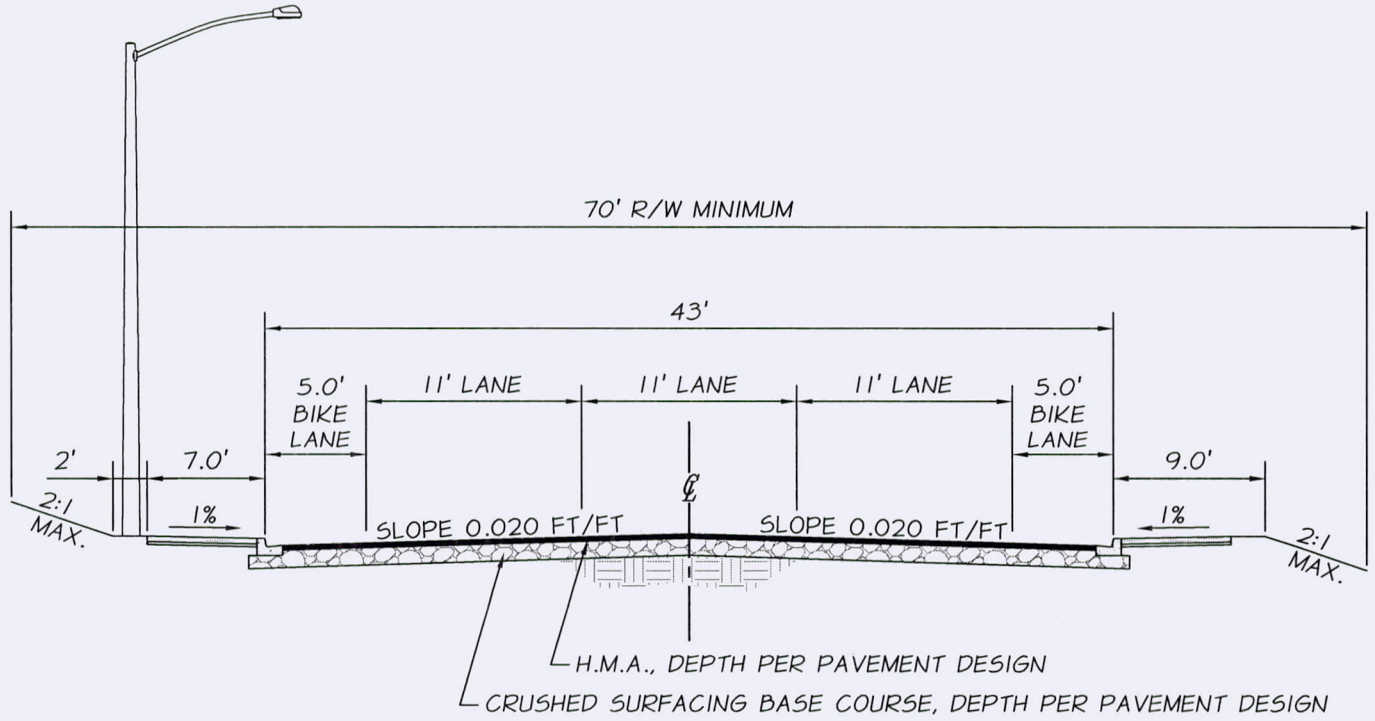 70' R/W MINIMUM
43'
5.0'
BIKE
LANE
11' LANE
11' LANE
11' LANE
5.0'
BIKE
LANE
2'
7.0'
9.0'
2:1
MAX.
1%
SLOPE 0.020 FT/FT
℄
SLOPE 0.020 FT/FT
1%
2:1
MAX.
H.M.A., DEPTH PER PAVEMENT DESIGN
CRUSHED SURFACING BASE COURSE, DEPTH PER PAVEMENT DESIGN